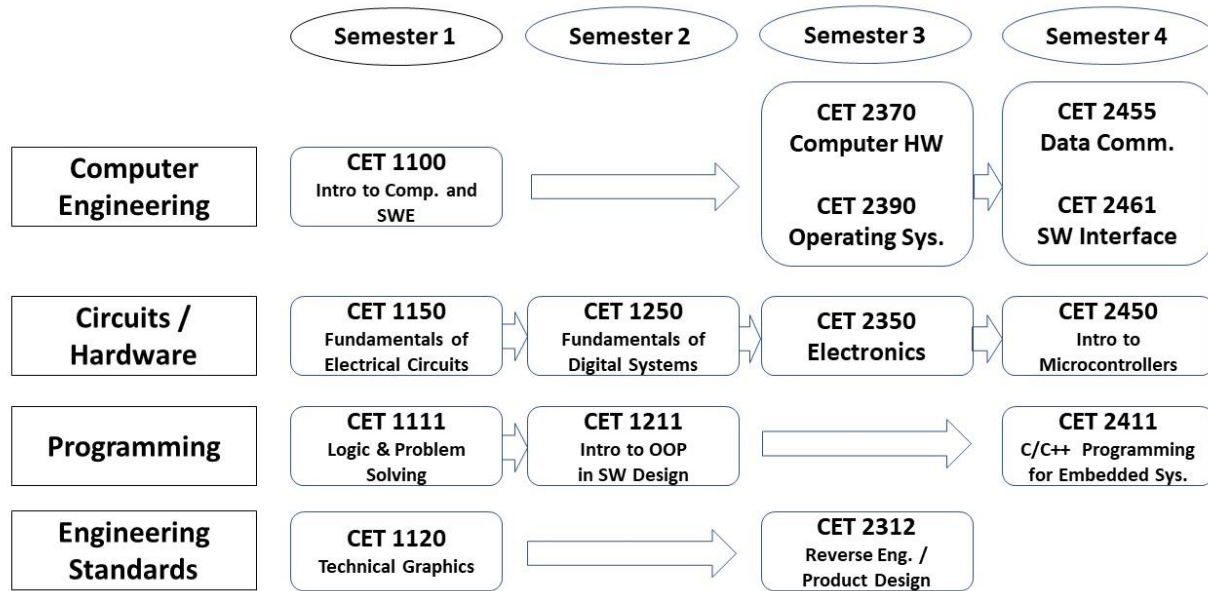 Semester 1
Semester 2
Semester 3
Semester 4
Computer
Engineering
CET 1100
Intro to Comp. and
SWE
CET 2370
Computer HW
CET 2390
Operating Sys.
CET 2455
Data Comm.
CET 2461
SW Interface
Circuits /
Hardware
CET 1150
Fundamentals of
Electrical Circuits
CET 1250
Fundamentals of
Digital Systems
CET 2350
Electronics
CET 2450
Intro to
Microcontrollers
Programming
CET 1111
Logic & Problem
Solving
CET 1211
Intro to OOP
in SW Design
CET 2411
C/C++ Programming
for Embedded Sys.
Engineering
Standards
CET 1120
Technical Graphics
CET 2312
Reverse Eng. /
Product Design